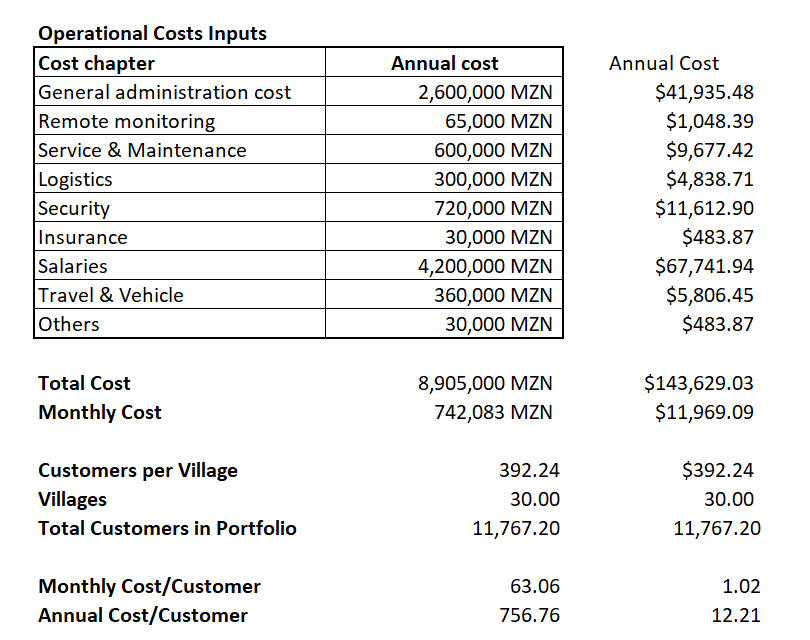 Operational Costs Inputs
Cost chapter Annual cost Annual Cost
General administration cost 2,600,000 MZN $41,935.48
Remote monitoring 65,000 MZN $1,048.39
Service & Maintenance 600,000 MZN $9,677.42
Logistics 300,000 MZN $4,838.71
Security 720,000 MZN $11,612.90
Insurance 30,000 MZN $483.87
Salaries 4,200,000 MZN $67,741.94
Travel & Vehicle 360,000 MZN $5,806.45
Others 30,000 MZN $483.87
Total Cost 8,905,000 MZN $143,629.03
Monthly Cost 742,083 MZN $11,969.09
Customers per Village 392.24 $392.24
Villages 30.00 30.00
Total Customers in Portfolio 11,767.20 11,767.20
Monthly Cost/Customer 63.06 1.02
Annual Cost/Customer 756.76 12.21